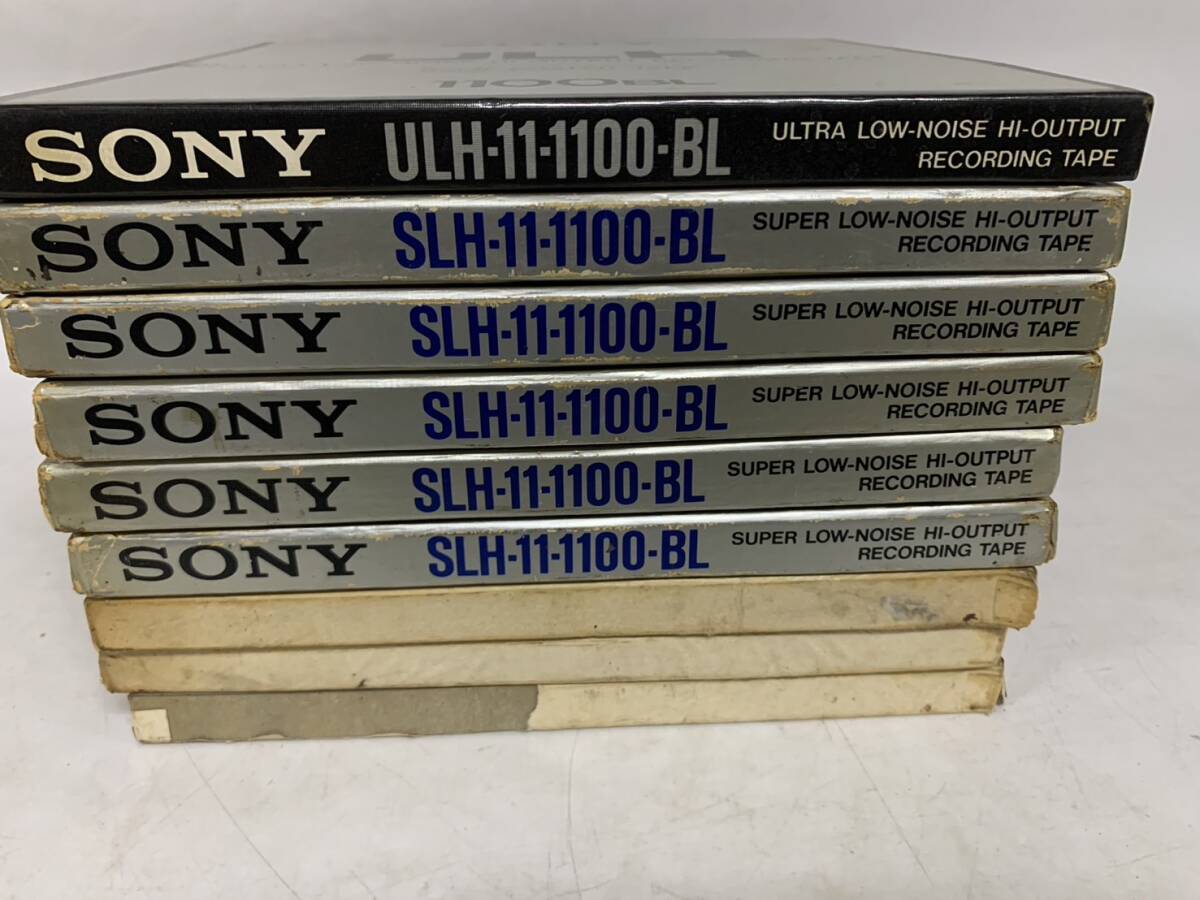 ULH
1100BL
SONY ULH-11-1100-BL ULTRA LOW-NOISE HI-OUTPUT
RECORDING TAPE
SONY SLH-11-1100-BL SUPER LOW-NOISE HI-OUTPUT
RECORDING TAPE
SONY SLH-11-1100-BL SUPER LOW-NOISE HI-OUTPUT
RECORDING TAPE
SONY SLH-11-1100-BL SUPER LOW-NOISE HI-OUTPUT
RECORDING TAPE
SONY SLH-11-1100-BL SUPER LOW-NOISE HI-OUTPUT
RECORDING TAPE
SONY SLH-11-1100-BL SUPER LOW-NOISE HI-OUTPUT
RECORDING TAPE